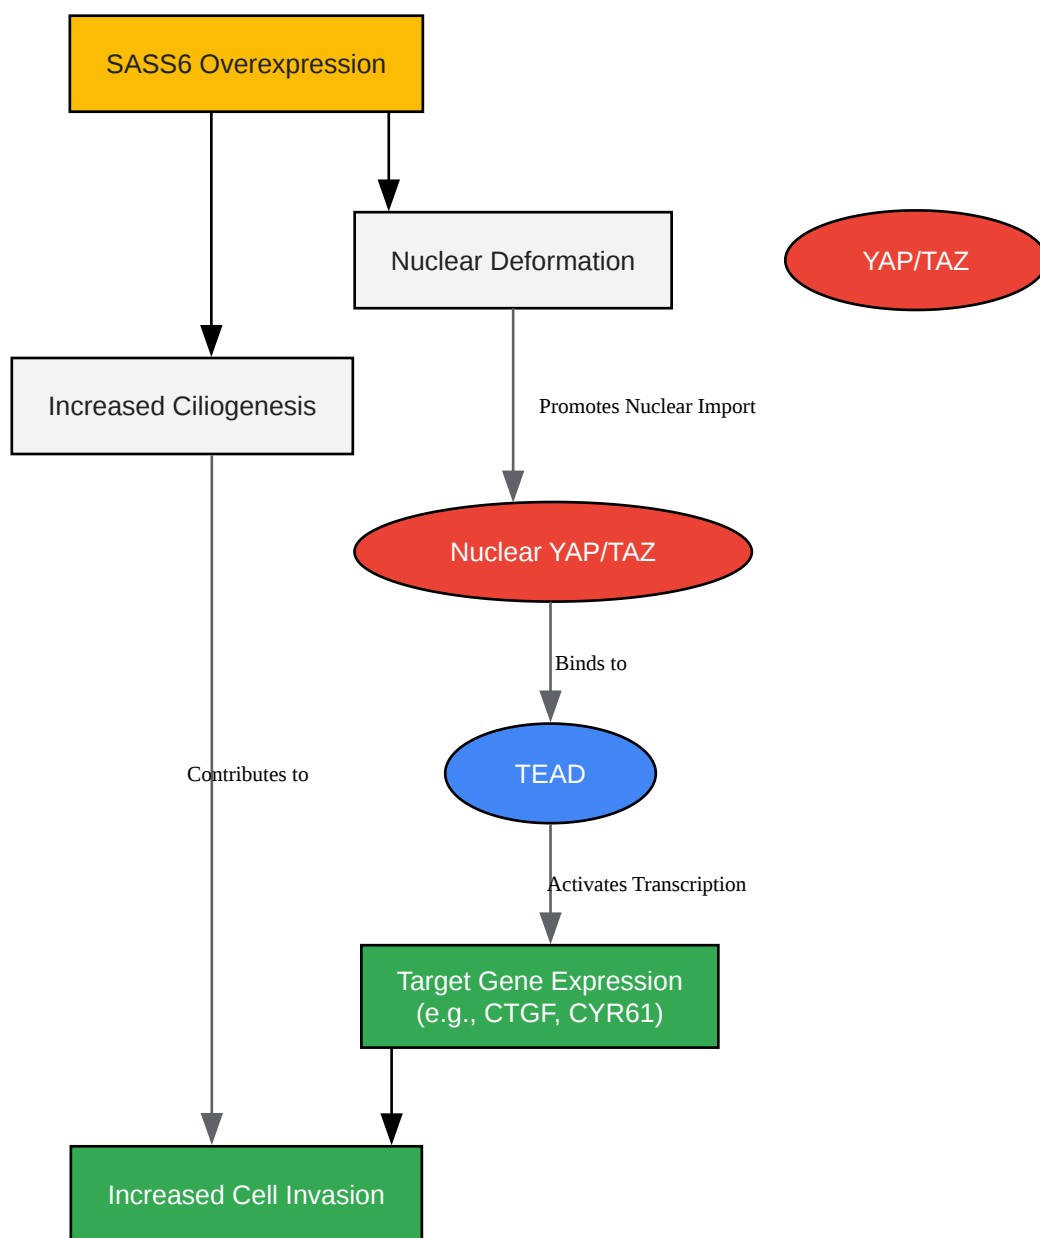 SASS6 Overexpression
Nuclear Deformation
YAP/TAZ
Increased Ciliogenesis
Promotes Nuclear Import
Nuclear YAP/TAZ
Binds to
TEAD
Contributes to
Activates Transcription
Target Gene Expression
(e.g., CTGF, CYR61)
Increased Cell Invasion